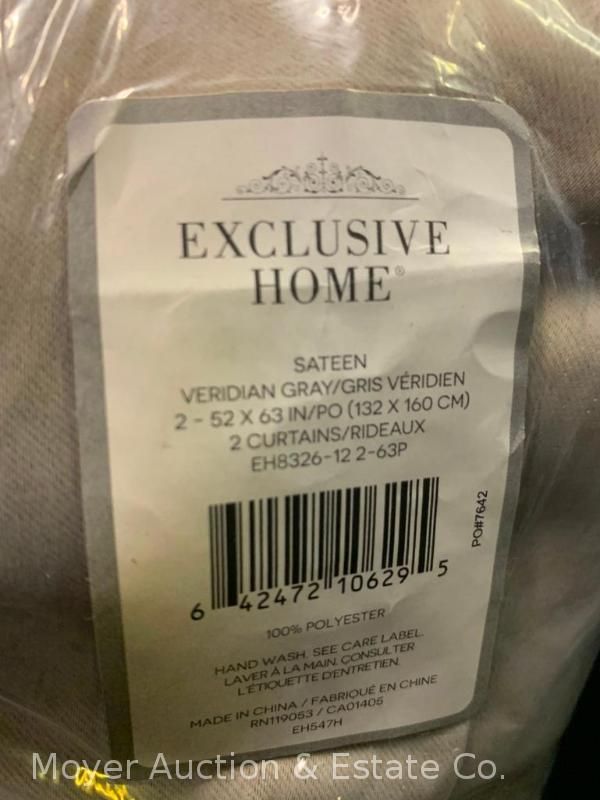 EXCLUSIVE
HOME®
SATEEN
VERIDIAN GRAY/GRIS VÉRIDIEN
2 - 52 X 63 IN/PO (132 X 160 CM)
2 CURTAINS/RIDEAUX
EH8326-12 2-63P
PO#7642
6 42472 10629 5
100% POLYESTER
HAND WASH. SEE CARE LABEL.
LAVER À LA MAIN. CONSULTER
L'ÉTIQUETTE D'ENTRETIEN.
MADE IN CHINA / FABRIQUÉ EN CHINE
RN119053 / CA01405
EH547H
Moyer Auction & Estate Co.